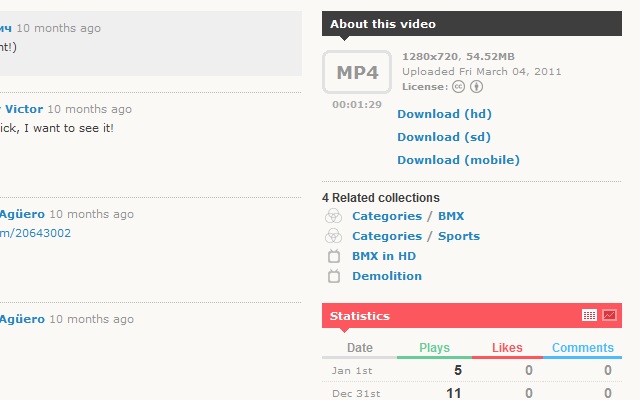 ич 10 months ago
nt!)
Victor 10 months ago
ick, I want to see it!
Agüero 10 months ago
m/20643002
Agüero 10 months ago
About this video
MP4
00:01:29
1280x720, 54.52MB
Uploaded Fri March 04, 2011
License: cc
Download (hd)
Download (sd)
Download (mobile)
4 Related collections
Categories / BMX
Categories / Sports
BMX in HD
Demolition
Statistics
Date Plays Likes Comments
Jan 1st 5 0 0
Dec 31st 11 0 0